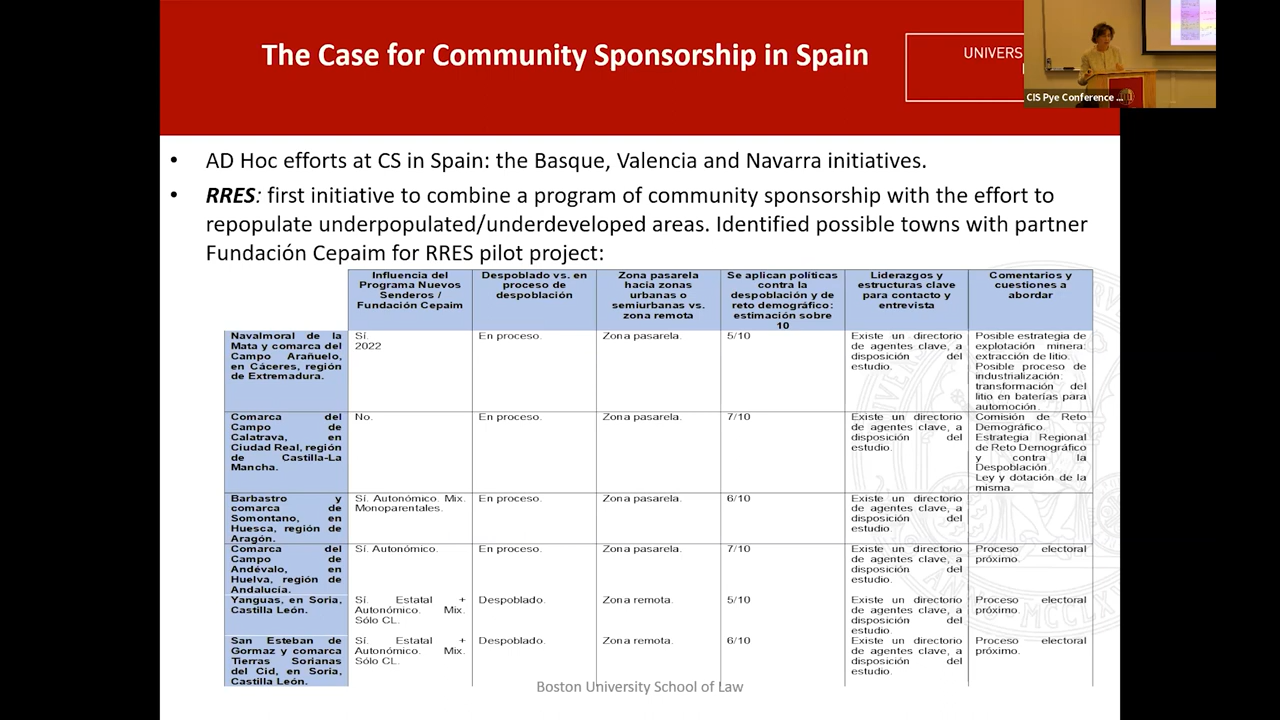 The Case for Community Sponsorship in Spain
UNIVERS
CIS Pye Conference ...
• AD Hoc efforts at CS in Spain: the Basque, Valencia and Navarra initiatives.
• RRES: first initiative to combine a program of community sponsorship with the effort to
repopulate underpopulated/underdeveloped areas. Identified possible towns with partner
Fundación Cepaim for RRES pilot project:
Influencia del
Programa Nuevos
Senderos /
Fundación Cepaim
Despoblado vs. en
proceso de
despoblación
Zona pasarela
hacia zonas
urbanas o
semiurbanas vs.
zona remota
Se aplican políticas
contra la
despoblación y de
reto demográfico:
estimación sobre
10
Liderazgos y
estructuras clave
para contacto y
entrevista
Comentarios y
cuestiones a
abordar
Navalmoral de la
Mata y comarca del
Campo Arañuelo,
en Cáceres, región
de Extremadura.
Sí.
2022
En proceso.
Zona pasarela.
5/10
Existe un directorio
de agentes clave, a
disposición del
estudio.
Posible estrategia de
explotación minera:
extracción de litio.
Posible proceso de
industrialización:
transformación del
litio en baterías para
automoción.
Comarca del
Campo de
Calatrava, en
Ciudad Real, región
de Castilla-La
Mancha.
No.
En proceso.
Zona pasarela.
7/10
Existe un directorio
de agentes clave, a
disposición del
estudio.
Comisión de Reto
Demográfico.
Estrategia Regional
de Reto Demográfico
y contra la
Despoblación.
Ley y dotación de la
misma.
Barbastro y
comarca de
Somontano, en
Huesca, región de
Aragón.
Sí. Autonómico. Mix.
Monoparentales.
En proceso.
Zona pasarela.
6/10
Existe un directorio
de agentes clave, a
disposición del
estudio.
Comarca del
Campo de
Andévalo, en
Huelva, región de
Andalucía.
Sí. Autonómico.
En proceso.
Zona pasarela.
7/10
Existe un directorio
de agentes clave, a
disposición del
estudio.
Proceso electoral
próximo.
Yanguas, en Soria,
Castilla León.
Sí. Estatal +
Autonómico. Mix.
Sólo CL.
Despoblado.
Zona remota.
5/10
Existe un directorio
de agentes clave, a
disposición del
estudio.
Proceso electoral
próximo.
San Esteban de
Gormaz y comarca
Tierras Sorianas
del Cid, en Soria,
Castilla León.
Sí. Estatal +
Autonómico. Mix.
Sólo CL.
Despoblado.
Zona remota.
6/10
Existe un directorio
de agentes clave, a
disposición del
estudio.
Proceso electoral
próximo.
Boston University School of Law